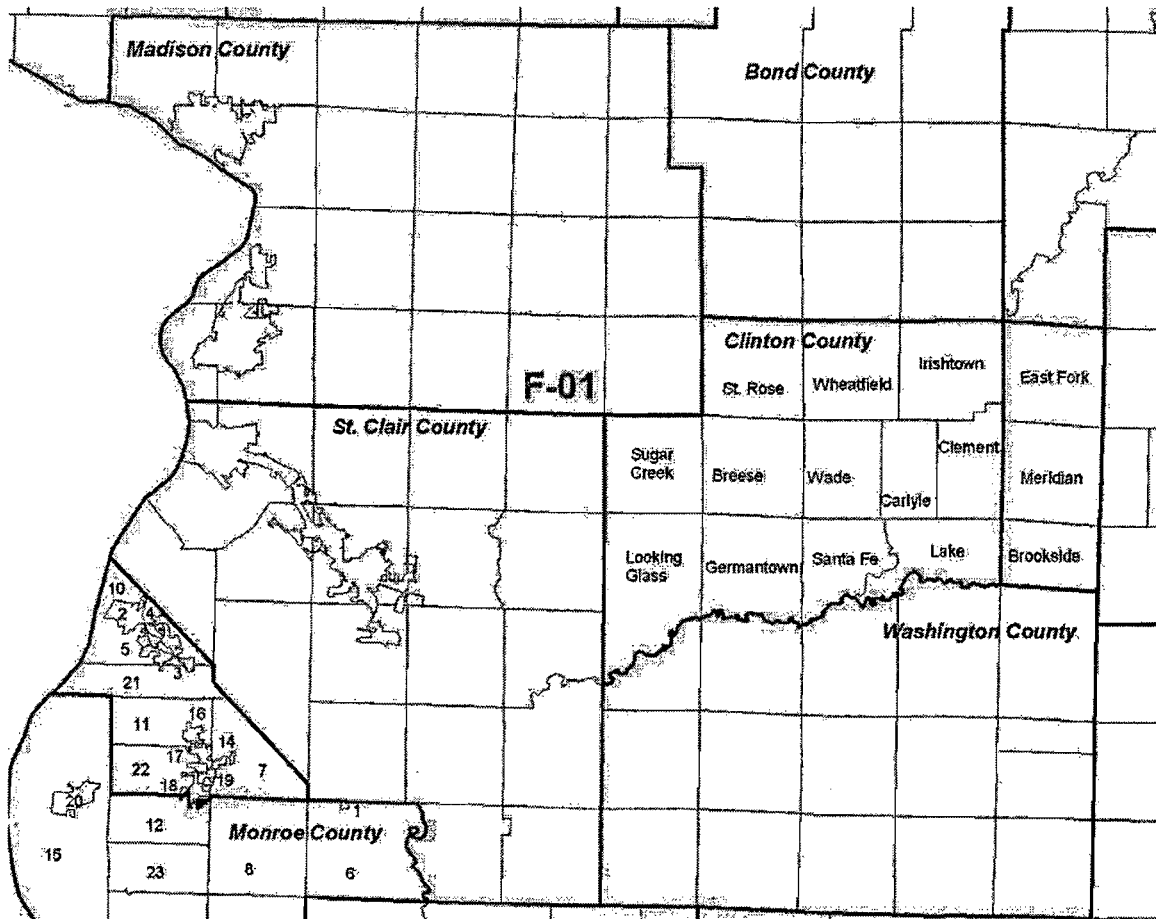 Madison County
Bond County
Clinton County
Irishtown
St. Rose
Wheatfield
East Fork
F-01
St. Clair County
Sugar
Creek
Breese
Wade
Clement
Carlyle
Meridian
Looking
Glass
Germantown
Santa Fe
Lake
Brookside
Washington County
10
2
4
5
3
21
11
16
14
17
22
7
18
19
20
1
12
Monroe County
15
23
8
6